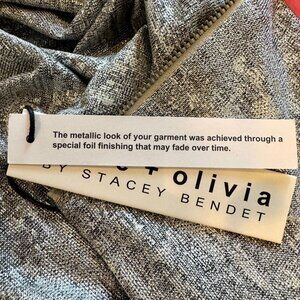 The metallic look of your garment was achieved through a
special foil finishing that may fade over time.
+ olivia
BY STACEY BENDET